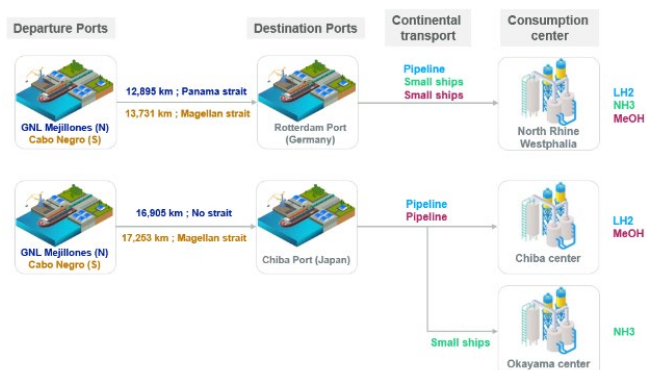 Departure Ports
Destination Ports
Continental
transport
Consumption
center
12,895 km ; Panama strait
13,731 km ; Magellan strait
GNL Mejillones (N)
Cabo Negro (S)
Rotterdam Port
(Germany)
Pipeline
Small ships
Small ships
North Rhine
Westphalia
LH2
NH3
MeOH
16,905 km ; No strait
17,253 km ; Magellan strait
GNL Mejillones (N)
Cabo Negro (S)
Chiba Port (Japan)
Pipeline
Pipeline
Chiba center
LH2
MeOH
Small ships
Okayama center
NH3